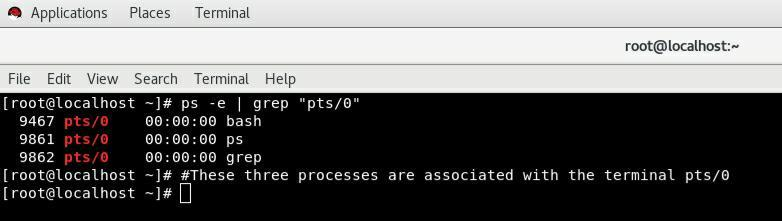 Applications Places Terminal
root@localhost:~
File Edit View Search Terminal Help
[root@localhost ~]# ps -e | grep "pts/0"
9467 pts/0 00:00:00 bash
9861 pts/0 00:00:00 ps
9862 pts/0 00:00:00 grep
[root@localhost ~]# #These three processes are associated with the terminal pts/0
[root@localhost ~]#